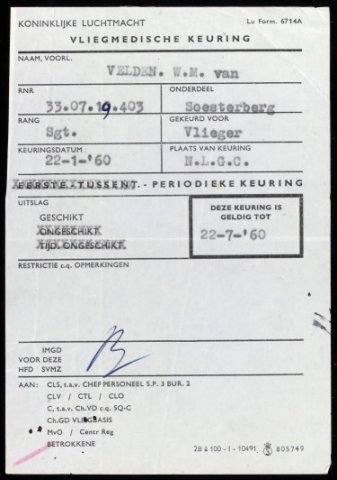 KONINKLIJKE LUCHTMACHT Lu Form. 6714A
VLIEGMEDISCHE KEURING
NAAM, VOORL.
VELDEN. W.M. van
RNR ONDERDEEL
33.07.19.403 Soesterberg
RANG GEKEURD VOOR
Sgt. Vlieger
KEURINGSDATUM PLAATS VAN KEURING
22-1-'60 N.L.G.C.
EERSTE - TUSSENT. - PERIODIEKE KEURING
UITSLAG DEZE KEURING IS
GESCHIKT GELDIG TOT
ONGESCHIKT 22-7-'60
TIJD. ONGESCHIKT
RESTRICTIE c.q. OPMERKINGEN
IMGD
VOOR DEZE
HFD SVMZ
AAN: CLS, t.a.v. CHEF PERSONEEL S.P. 3 BUR. 2
CLV / CTL / CLO
C, t.a.v. Ch.VD c.q. SQ-C
Ch.GD VLIEGBASIS
MvO / Centr Reg
BETROKKENE 28 à 100 - I - 10491 805749